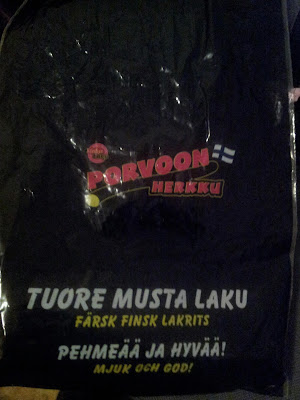 PORVOON
HERKKU
TUORE MUSTA LAKU
FÄRSK FINSK LAKRITS
PEHMEÄÄ JA HYVÄÄ!
MJUK OCH GOD!